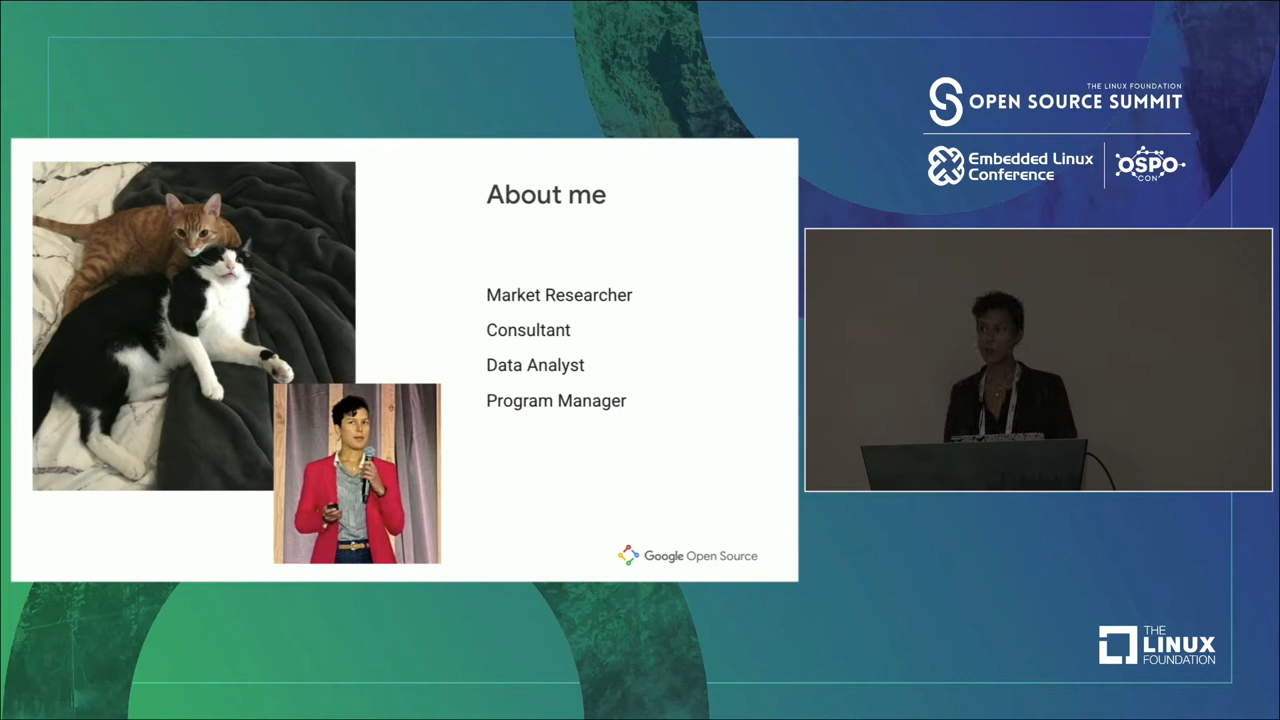 THE LINUX FOUNDATION
OPEN SOURCE SUMMIT
Embedded Linux
Conference
OSPO
CON
About me
Market Researcher
Consultant
Data Analyst
Program Manager
Google Open Source
THE
LINUX
FOUNDATION